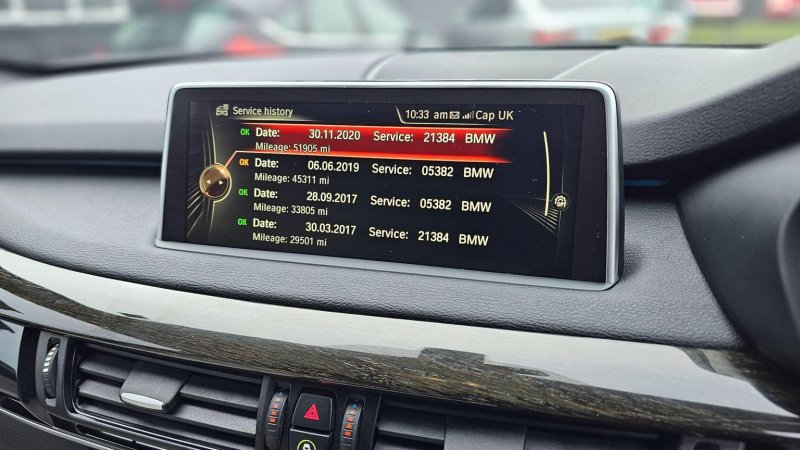 Service history 10:33 am Cap UK
OK Date: 30.11.2020 Service: 21384 BMW
Mileage: 51905 mi
OK Date: 06.06.2019 Service: 05382 BMW
Mileage: 45311 mi
OK Date: 28.09.2017 Service: 05382 BMW
Mileage: 33805 mi
OK Date: 30.03.2017 Service: 21384 BMW
Mileage: 29501 mi